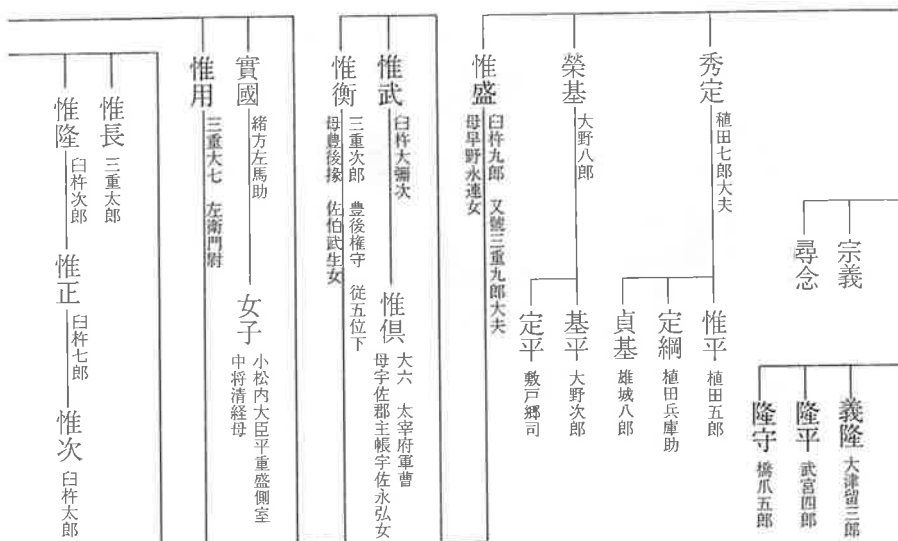 宗義
尋念
義隆 大津留三郎
隆平 武宮四郎
隆守 橋爪五郎
秀定 稙田七郎大夫
惟平 稙田五郎
定綱 稙田兵庫助
貞基 雄城八郎
榮基 大野八郎
基平 大野次郎
定平 敷戸郷司
惟盛 臼杵九郎 又號三重九郎大夫
母早野永連女
惟武 臼杵大彌次
惟倶 大六 太宰府軍曹
母宇佐郡主帳宇佐永弘女
惟衡 三重次郎 豊後権守 従五位下
母豊後掾 佐伯武生女
實國 緒方左馬助
女子 小松内大臣平重盛側室
中将清経母
惟用 三重大七 左衛門尉
惟長 三重太郎
惟隆 臼杵次郎
惟正 臼杵七郎
惟次 臼杵太郎